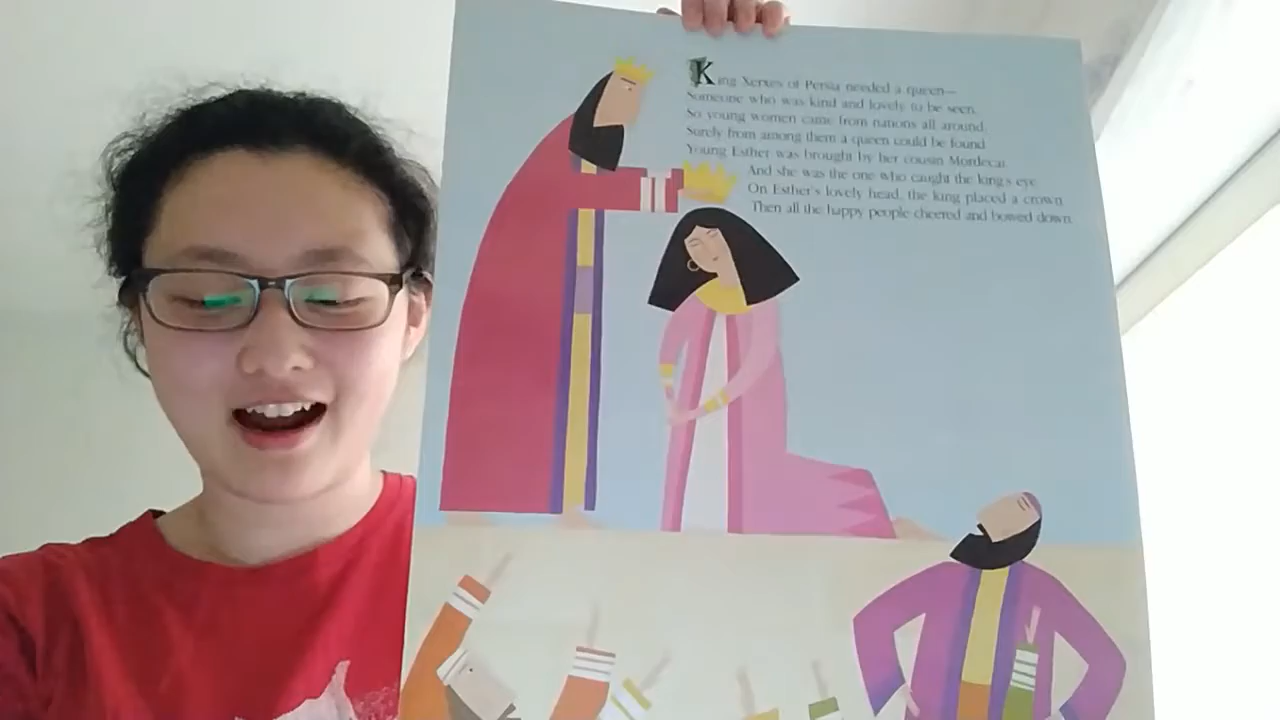 King Xerxes of Persia needed a queen—
Someone who was kind and lovely to be seen.
So young women came from nations all around.
Surely from among them a queen could be found.
Young Esther was brought by her cousin Mordecai.
And she was the one who caught the king's eye.
On Esther's lovely head, the king placed a crown.
Then all the happy people cheered and bowed down.